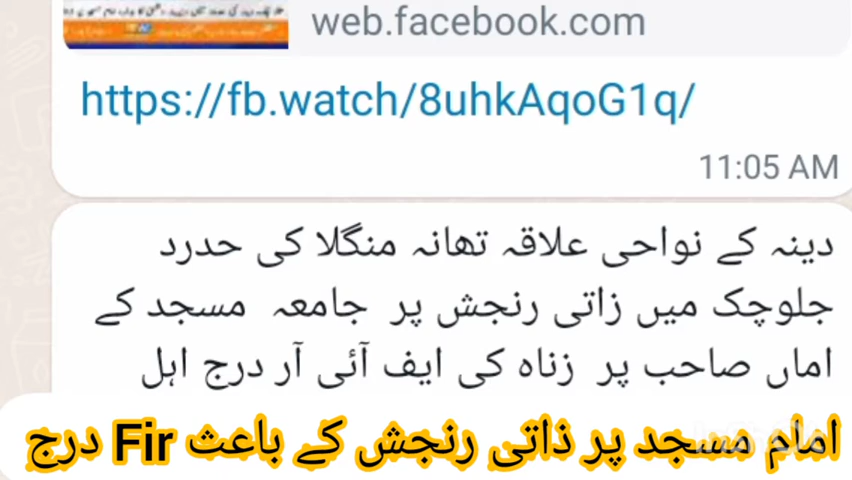 web.facebook.com
https://fb.watch/8uhkAqoG1q/
11:05 AM
دینہ کے نواحی علاقہ تھانہ منگلا کی حدرد
جلوچک میں زاتی رنجش پر جامعہ مسجد کے
اماں صاحب پر زناہ کی ایف آئی آر درج اہل
امام مسجد پر ذاتی رنجش کے باعث Fir درج